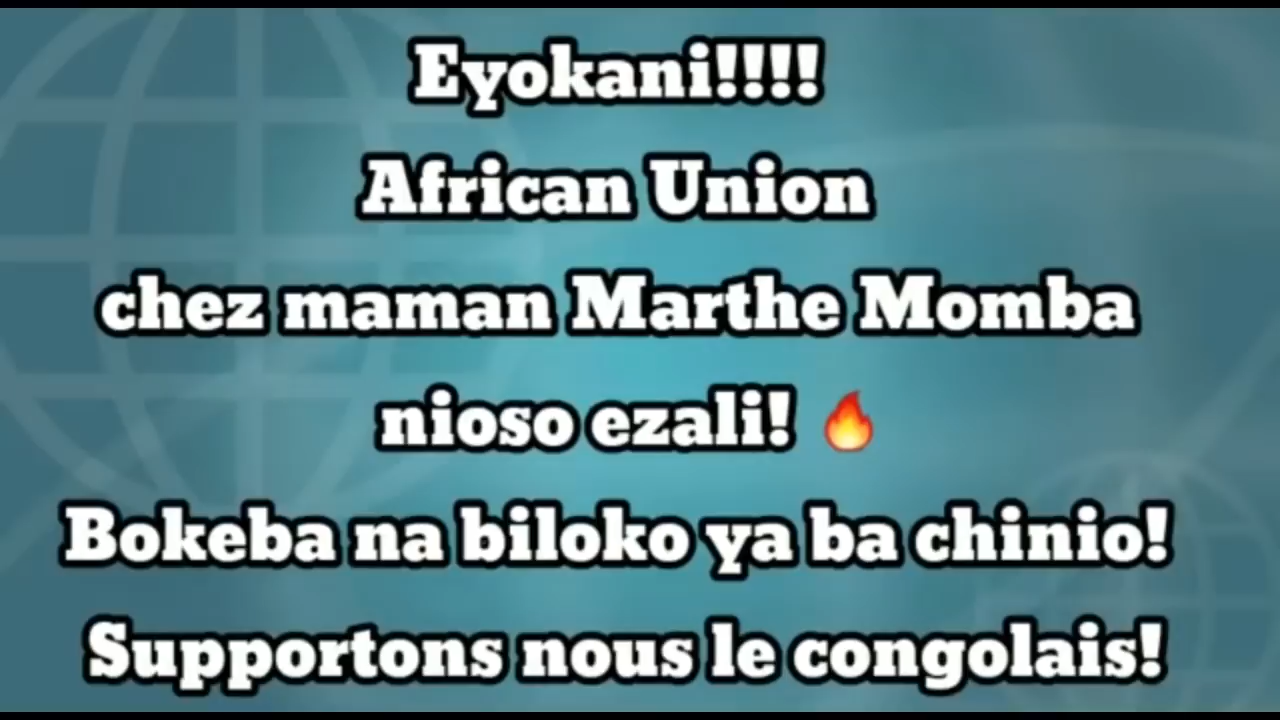 Eyokani!!!!
African Union
chez maman Marthe Momba
nioso ezali! 🔥
Bokeba na biloko ya ba chinio!
Supportons nous le congolais!